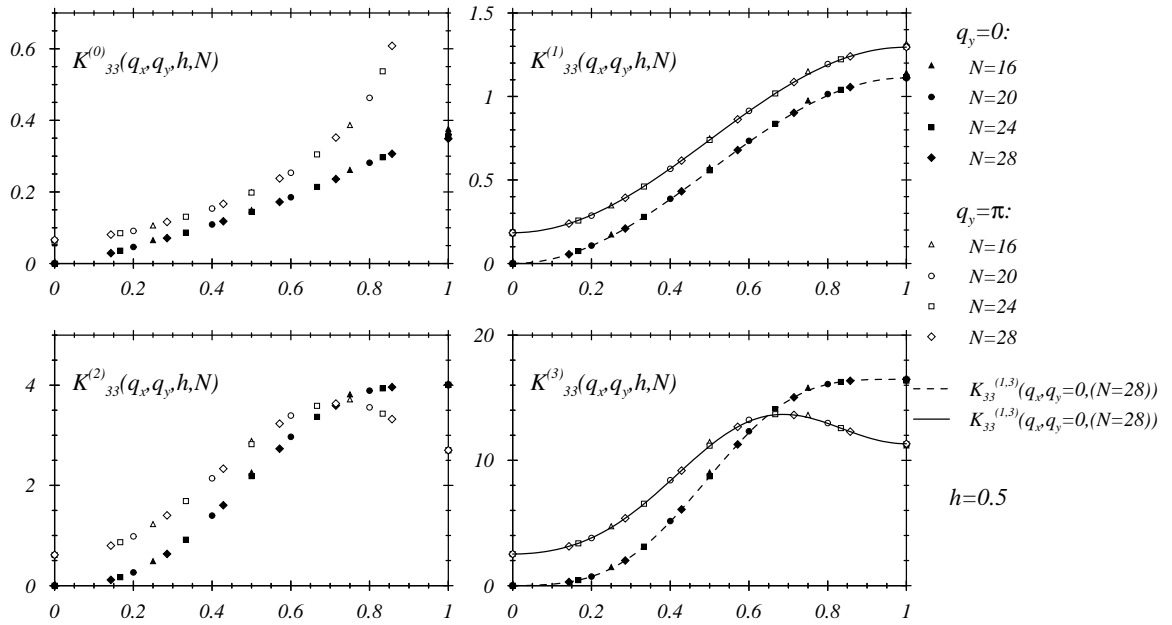 K^{(0)}_{33}(q_x,q_y,h,N)
0.6
0.4
0.2
0
0 0.2 0.4 0.6 0.8 1
K^{(1)}_{33}(q_x,q_y,h,N)
1.5
1
0.5
0
0 0.2 0.4 0.6 0.8 1
K^{(2)}_{33}(q_x,q_y,h,N)
4
2
0
0 0.2 0.4 0.6 0.8 1
K^{(3)}_{33}(q_x,q_y,h,N)
20
10
0
0 0.2 0.4 0.6 0.8 1
q_y=0:
N=16
N=20
N=24
N=28
q_y=π:
N=16
N=20
N=24
N=28
K_{33}^{(1,3)}(q_x,q_y=0,(N=28))
K_{33}^{(1,3)}(q_x,q_y=0,(N=28))
h=0.5